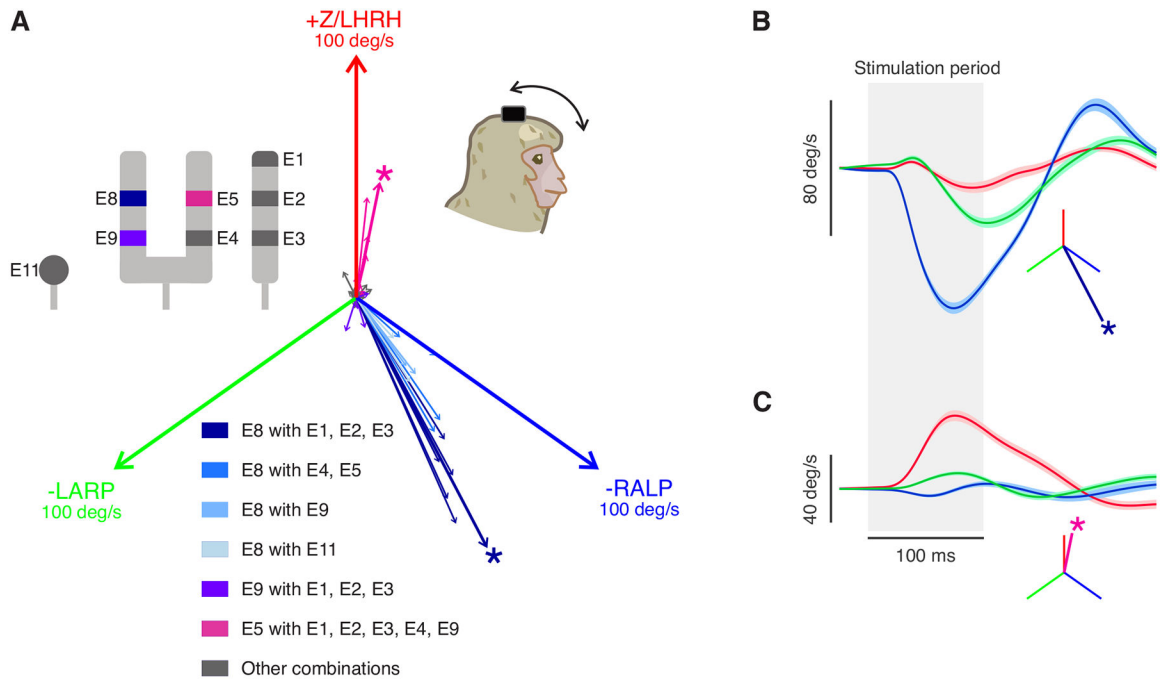 A
+Z/LHRH
100 deg/s
E1
E8
E5
E2
E9
E4
E3
E11
*
-LARP
100 deg/s
-RALP
100 deg/s
*
E8 with E1, E2, E3
E8 with E4, E5
E8 with E9
E8 with E11
E9 with E1, E2, E3
E5 with E1, E2, E3, E4, E9
Other combinations
B
Stimulation period
80 deg/s
*
C
40 deg/s
100 ms
*